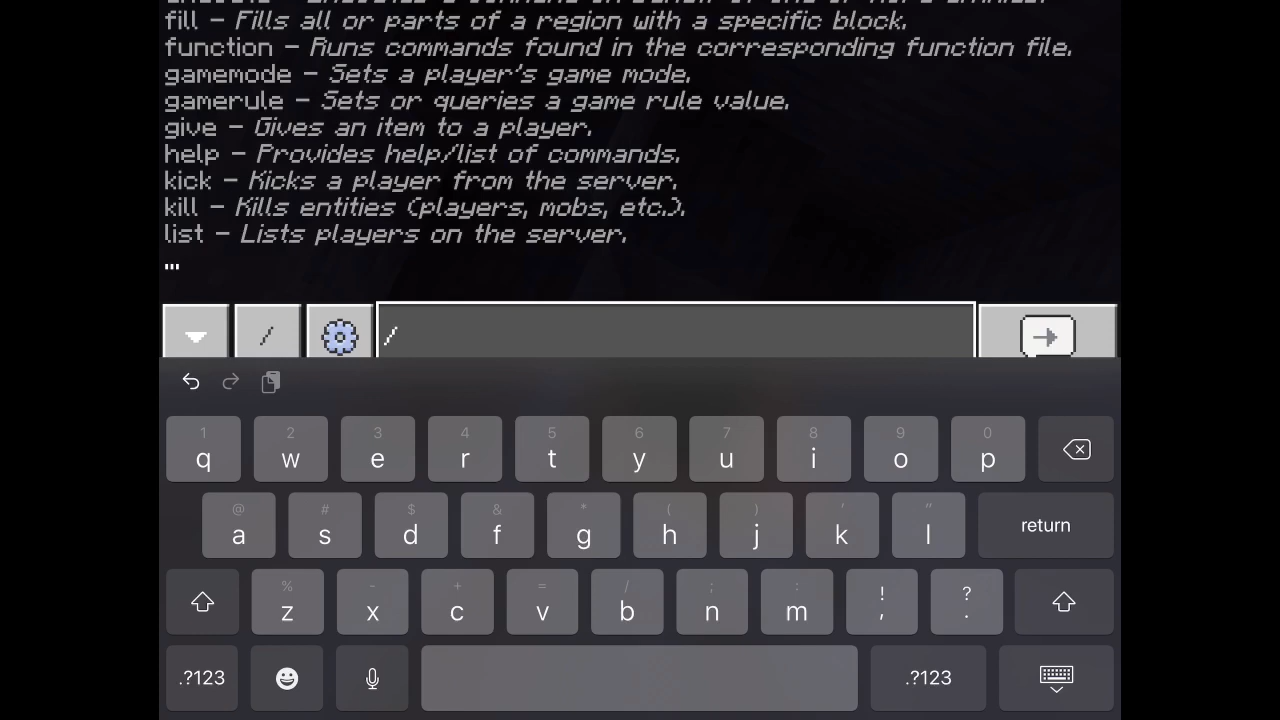 fill – Fills all or parts of a region with a specific block.
function – Runs commands found in the corresponding function file.
gamemode – Sets a player's game mode.
gamerule – Sets or queries a game rule value.
give – Gives an item to a player.
help – Provides help/list of commands.
kick – Kicks a player from the server.
kill – Kills entities (players, mobs, etc.).
list – Lists players on the server.
...
/ /
1 2 3 4 5 6 7 8 9 0
q w e r t y u i o p
@ # $ & * ( ) ' "
a s d f g h j k l return
% - + = / ; : ! ?
z x c v b n m , .
.?123 .?123